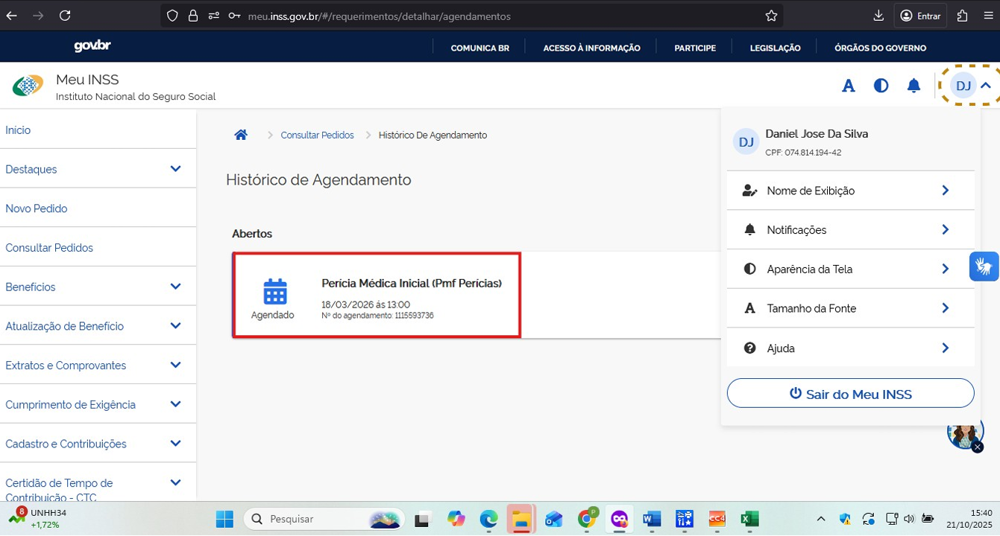 meu.inss.gov.br/#/requerimentos/detalhar/agendamentos
Entrar
gov.br
COMUNICA BR
ACESSO À INFORMAÇÃO
PARTICIPE
LEGISLAÇÃO
ÓRGÃOS DO GOVERNO
Meu INSS
Instituto Nacional do Seguro Social
A
DJ
Início
Destaques
Novo Pedido
Consultar Pedidos
Benefícios
Atualização de Benefício
Extratos e Comprovantes
Cumprimento de Exigência
Cadastro e Contribuições
Certidão de Tempo de
Contribuição - CTC
Consultar Pedidos
Histórico De Agendamento
Histórico de Agendamento
Abertos
Agendado
Perícia Médica Inicial (Pmf Perícias)
18/03/2026 ás 13:00
Nº do agendamento: 1115593736
DJ
Daniel Jose Da Silva
CPF: 074.814.194-42
Nome de Exibição
Notificações
Aparência da Tela
A
Tamanho da Fonte
Ajuda
Sair do Meu INSS
8
UNHH34
+1,72%
Pesquisar
P
CC4
15:40
21/10/2025